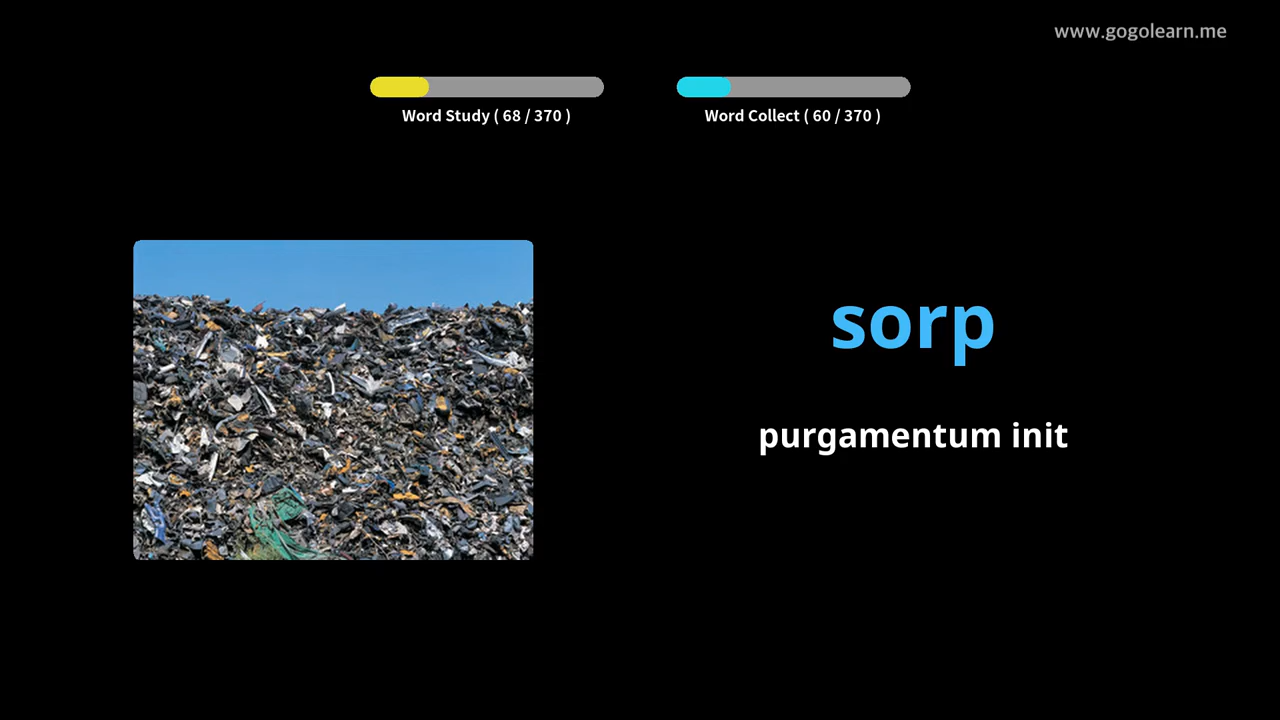 www.gogolearn.me
Word Study ( 68 / 370 )
Word Collect ( 60 / 370 )
sorp
purgamentum init